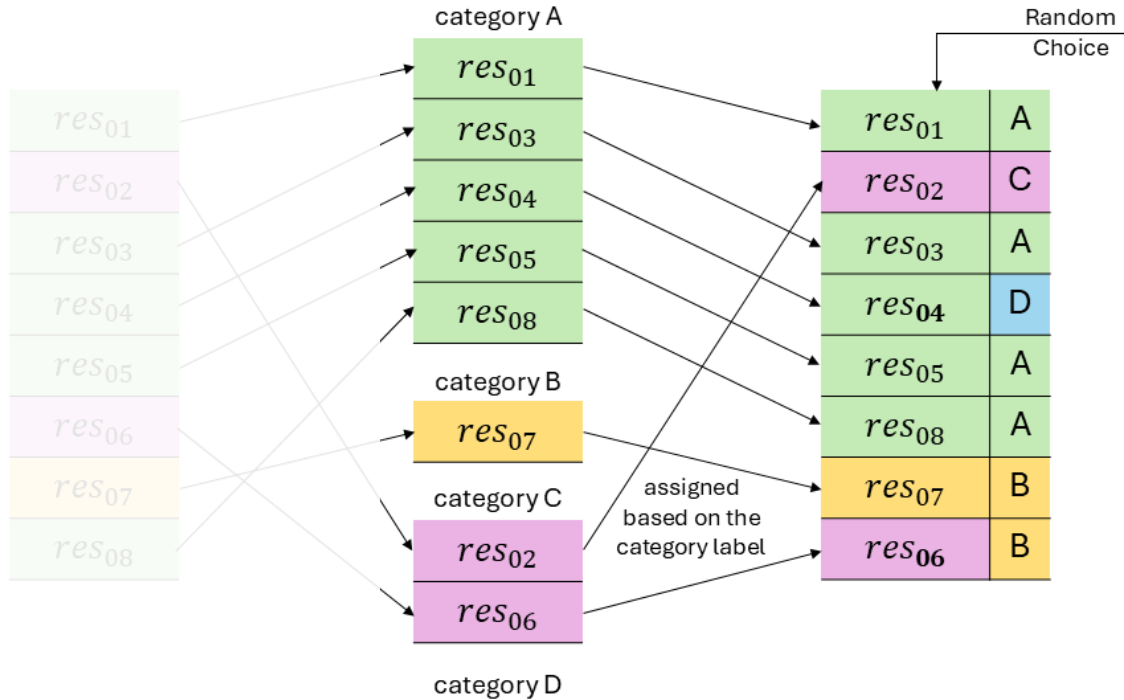 res01
res02
res03
res04
res05
res06
res07
res08
category A
res01
res03
res04
res05
res08
category B
res07
category C
res02
res06
category D
assigned
based on the
category label
Random
Choice
res01 A
res02 C
res03 A
res04 D
res05 A
res08 A
res07 B
res06 B